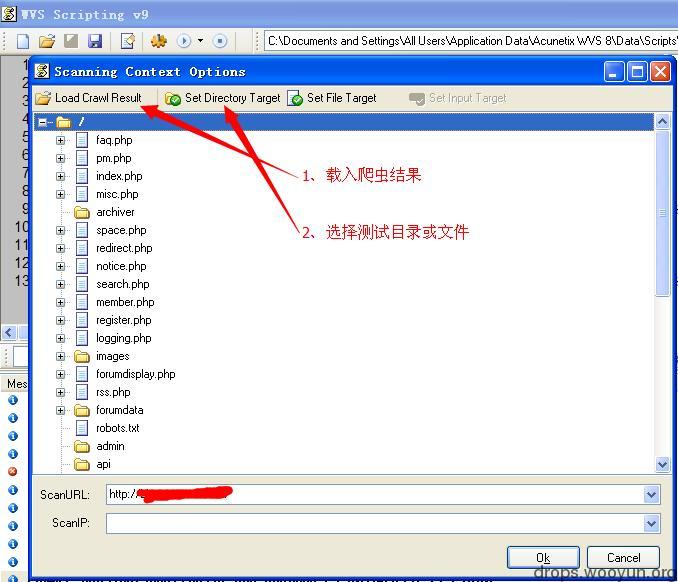 WVS Scripting v9
C:\Documents and Settings\All Users\Application Data\Acunetix WVS 8\Data\Scripts\
Scanning Context Options
Load Crawl Result Set Directory Target Set File Target Set Input Target
/
faq.php
pm.php
index.php
1、载入爬虫结果
misc.php
archiver
space.php
2、选择测试目录或文件
redirect.php
notice.php
search.php
member.php
register.php
logging.php
images
forumdisplay.php
rss.php
forumdata
robots.txt
admin
api
Mes
ScanURL: http://
ScanIP:
Ok Cancel
drops.wooyun.org